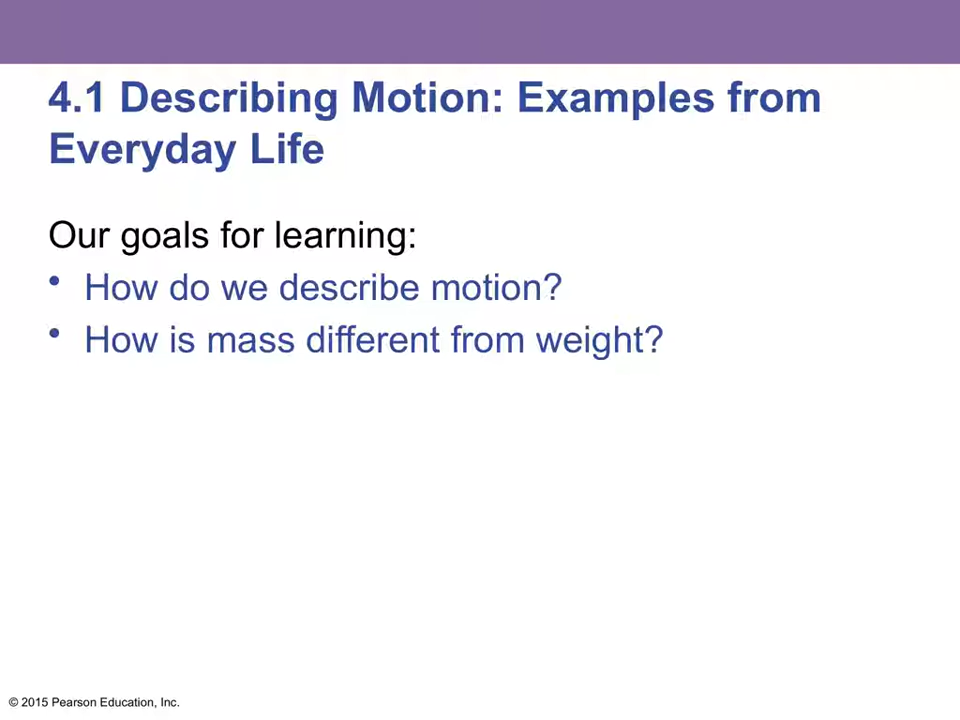 4.1 Describing Motion: Examples from
Everyday Life
Our goals for learning:
• How do we describe motion?
• How is mass different from weight?
© 2015 Pearson Education, Inc.